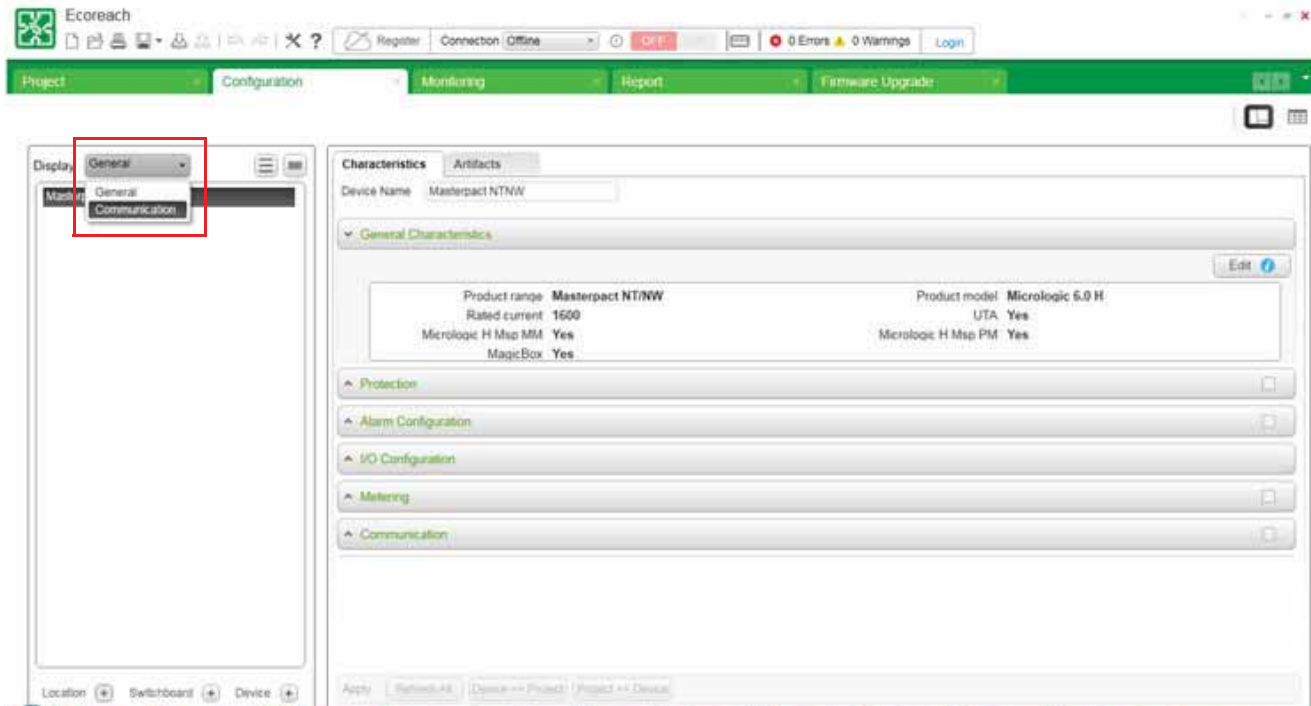 Ecoreach
? Register Connection Offline OFF 0 Errors 0 Warnings Login
Project Configuration Monitoring Report Firmware Upgrade
Display General
General
Communication
Characteristics Artifacts
Device Name Masterpact NTNW
General Characteristics
Edit
Product range Masterpact NT/NW Product model Micrologic 6.0 H
Rated current 1600 UTA Yes
Micrologic H Msp MM Yes Micrologic H Msp PM Yes
MagicBox Yes
Protection
Alarm Configuration
I/O Configuration
Metering
Communication
Location + Switchboard + Device +
Apply Refresh All Device => Project Project => Device